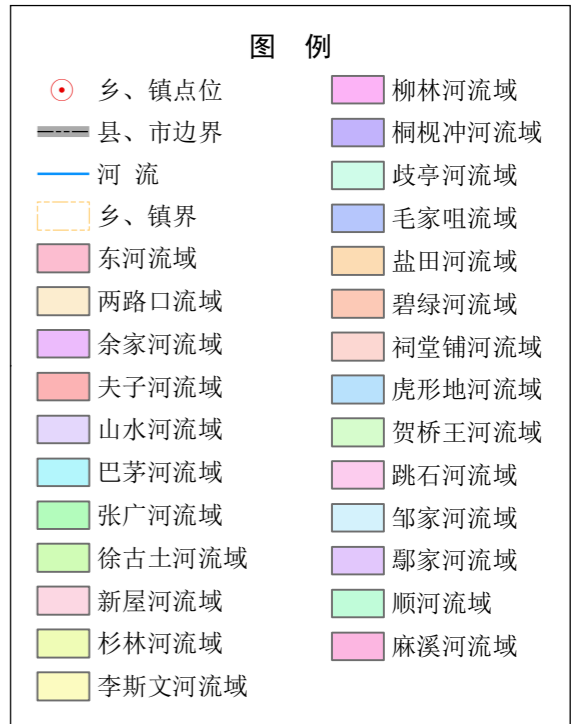 图 例
乡、镇点位
县、市边界
河 流
乡、镇界
东河流域
两路口流域
余家河流域
夫子河流域
山水河流域
巴茅河流域
张广河流域
徐古土河流域
新屋河流域
杉林河流域
李斯文河流域
柳林河流域
桐枧冲河流域
歧亭河流域
毛家咀流域
盐田河流域
碧绿河流域
祠堂铺河流域
虎形地河流域
贺桥王河流域
跳石河流域
邹家河流域
鄢家河流域
顺河流域
麻溪河流域